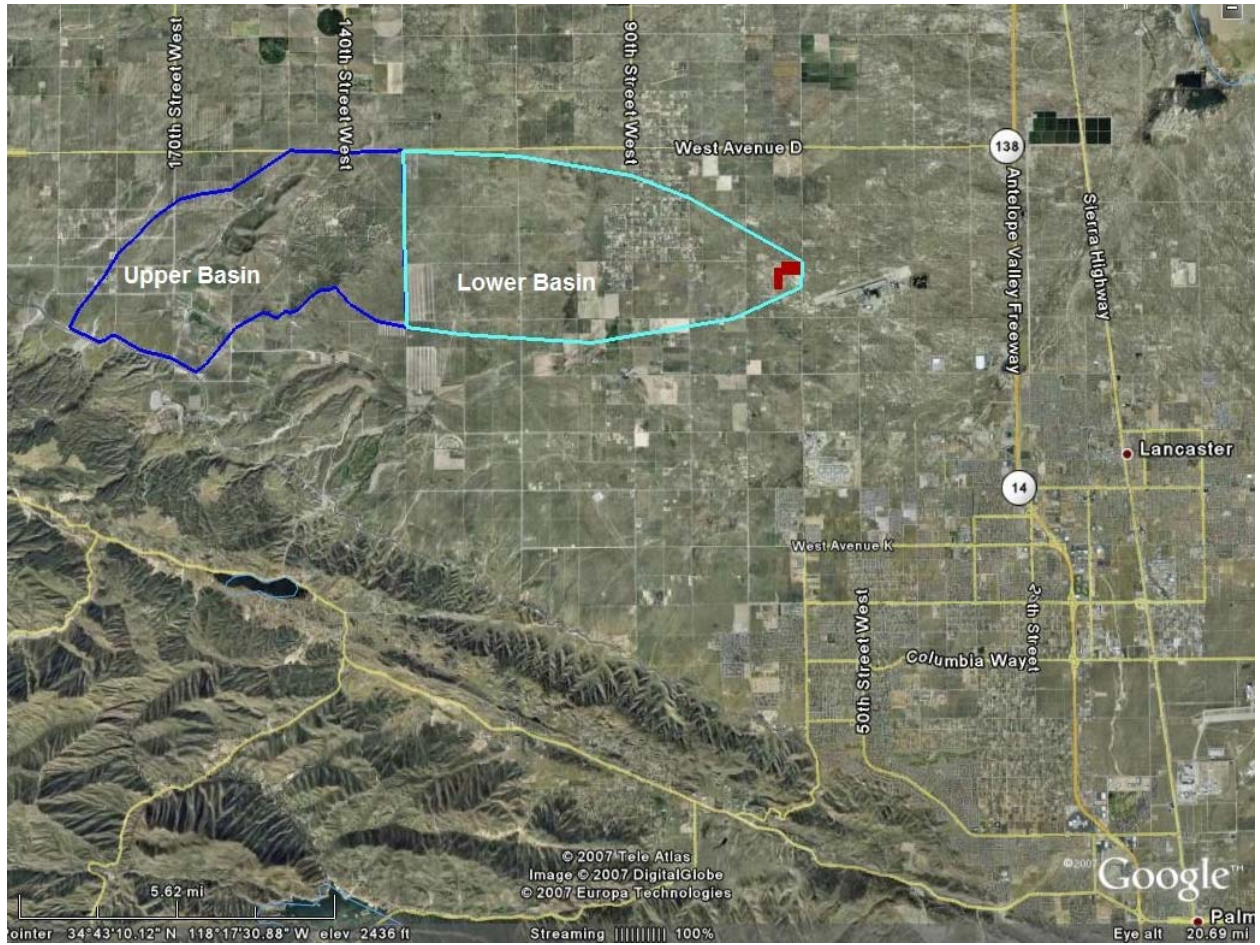 170th Street West
140th Street West
90th Street West
West Avenue D
138
Antelope Valley Freeway
Sierra Highway
Upper Basin
Lower Basin
Lancaster
14
West Avenue K
Street
Columbia Way
50th Street West
© 2007 Tele Atlas
Image © 2007 DigitalGlobe
© 2007 Europa Technologies
© 2007
Google™
5.62 mi
Palm
ointer 34°43'10.12" N 118°17'30.88" W elev 2436 ft Streaming |||||||||| 100% Eye alt 20.69 mi